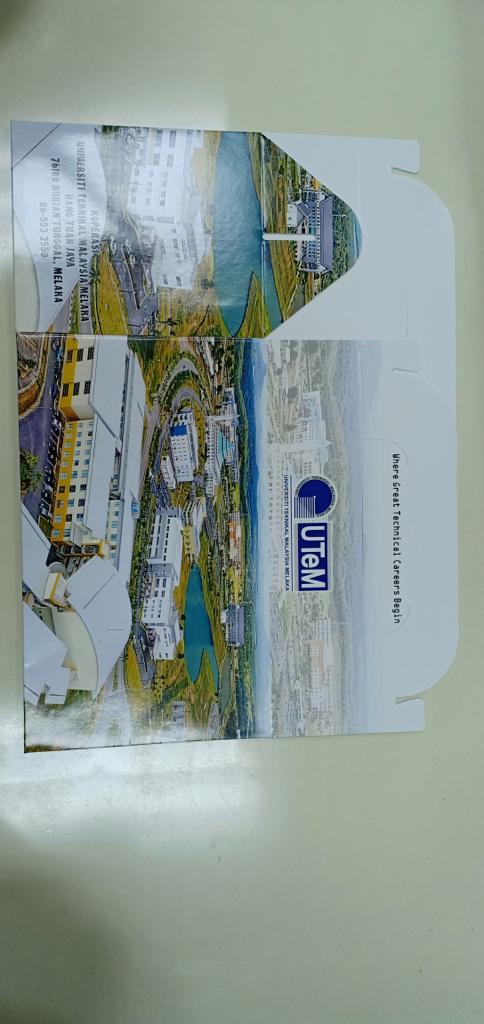 Where Great Technical Careers Begin
UTeM
UNIVERSITI TEKNIKAL MALAYSIA MELAKA
KOPERASI
UNIVERSITI TEKNIKAL MALAYSIA MELAKA
HANG TUAH JAYA
76100 DURIAN TUNGGAL, MELAKA
06-553 2550